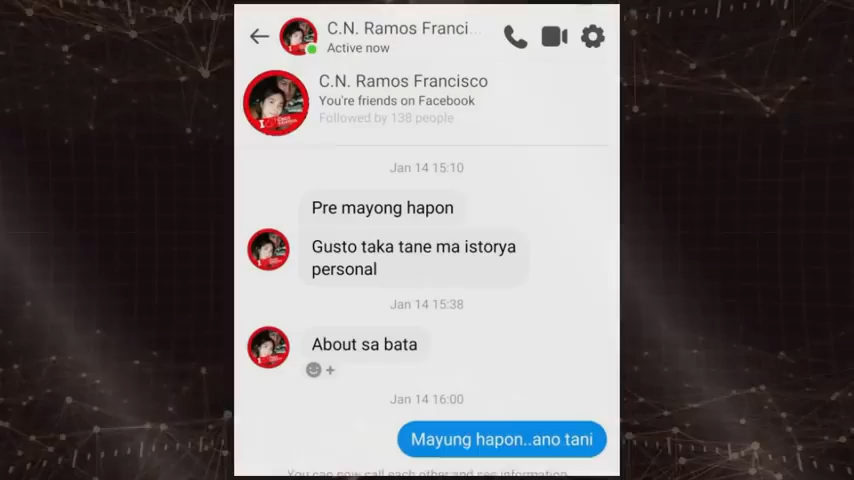 C.N. Ramos Franci...
Active now
C.N. Ramos Francisco
You're friends on Facebook
Followed by 138 people
Jan 14 15:10
Pre mayong hapon
Gusto taka tane ma istorya
personal
Jan 14 15:38
About sa bata
Jan 14 16:00
Mayung hapon..ano tani
You can now call each other and see information